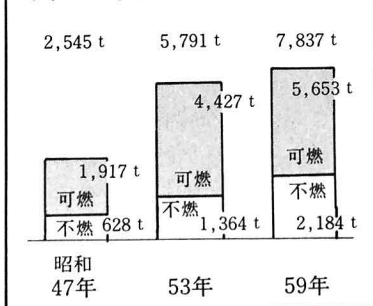 2,545 t 5,791 t 7,837 t
4,427 t 5,653 t
1,917 t
可燃 可燃 可燃
不燃 628 t 不燃 1,364 t 不燃 2,184 t
昭和
47年 53年 59年